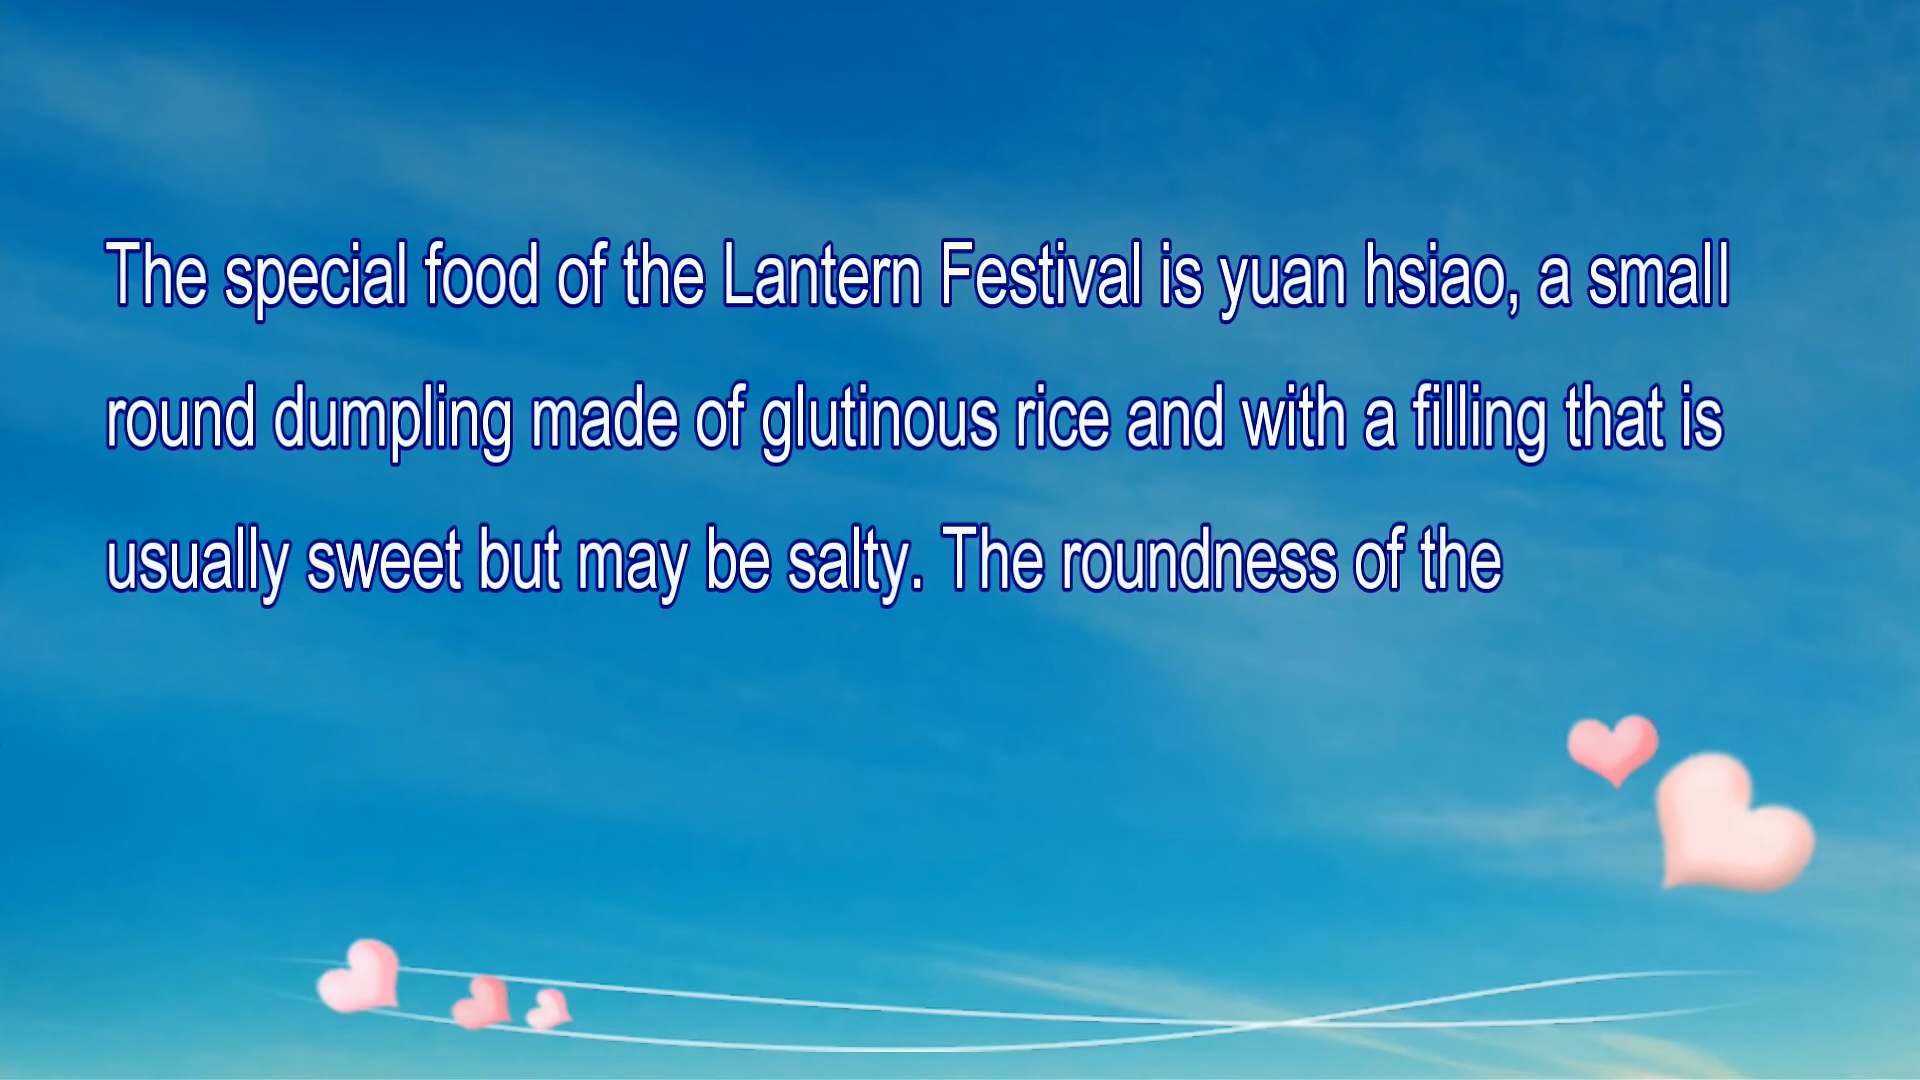 The special food of the Lantern Festival is yuan hsiao, a small
round dumpling made of glutinous rice and with a filling that is
usually sweet but may be salty. The roundness of the